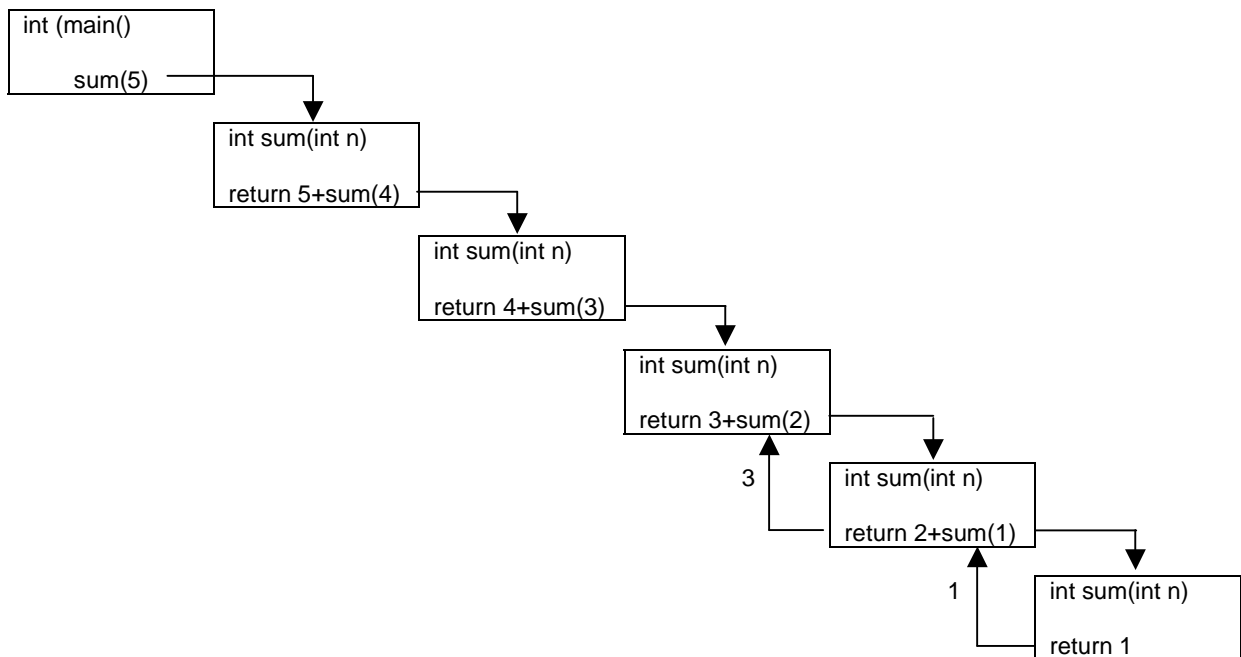 int (main()
sum(5)
int sum(int n)
return 5+sum(4)
int sum(int n)
return 4+sum(3)
int sum(int n)
return 3+sum(2)
3
int sum(int n)
return 2+sum(1)
1
int sum(int n)
return 1